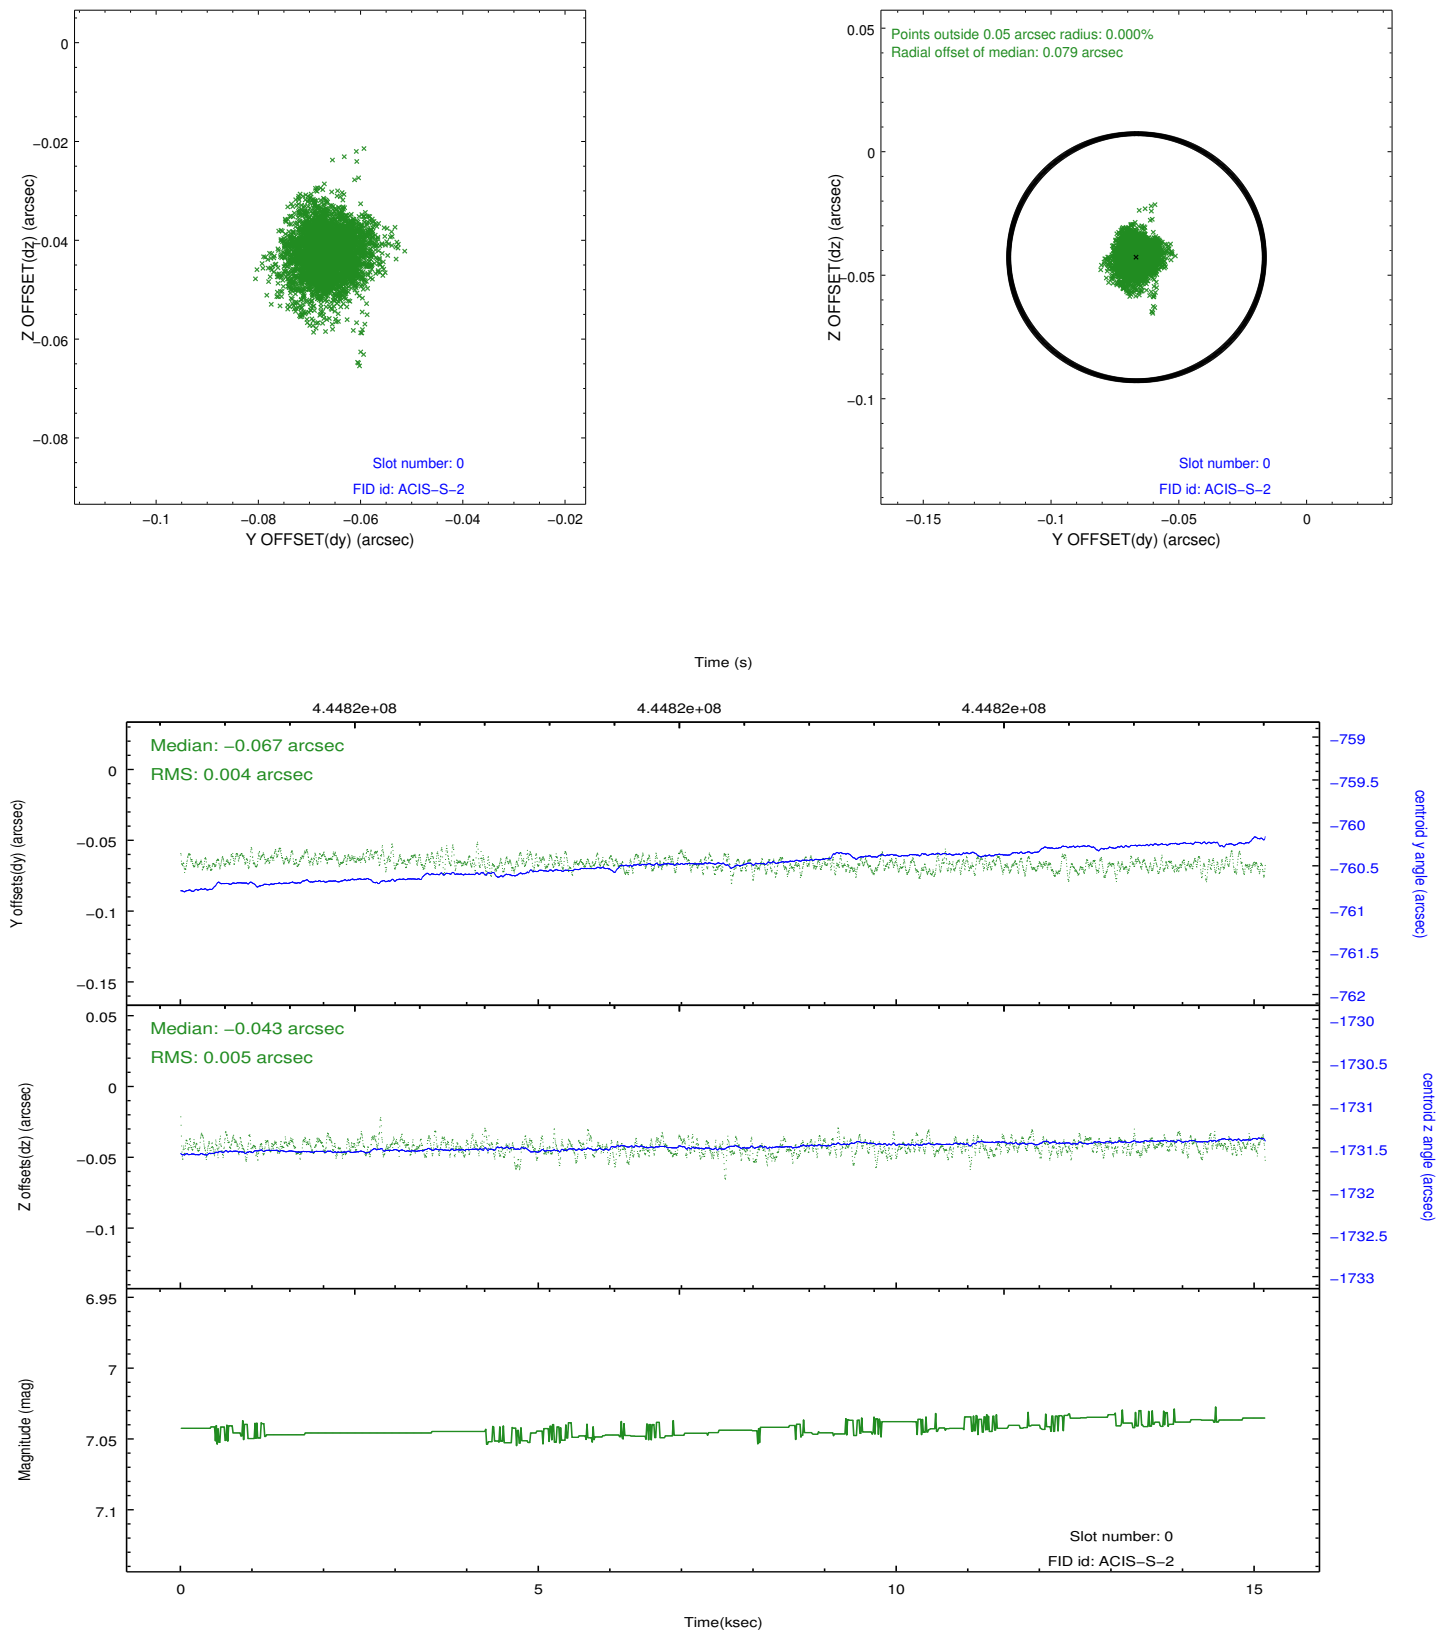 0
−0.02
−0.04
−0.06
−0.08
Z OFFSET(dz) (arcsec)
Slot number: 0
FID id: ACIS−S−2
−0.1
−0.08
−0.06
−0.04
−0.02
Y OFFSET(dy) (arcsec)
Points outside 0.05 arcsec radius: 0.000%
Radial offset of median: 0.079 arcsec
0.05
0
−0.05
−0.1
Z OFFSET(dz) (arcsec)
Slot number: 0
FID id: ACIS−S−2
−0.15
−0.1
−0.05
0
Y OFFSET(dy) (arcsec)
Time (s)
4.4482e+08
4.4482e+08
4.4482e+08
Median: −0.067 arcsec
RMS: 0.004 arcsec
0
−0.05
−0.1
−0.15
Y offsets(dy) (arcsec)
−759
−759.5
−760
−760.5
−761
−761.5
−762
centroid y angle (arcsec)
Median: −0.043 arcsec
RMS: 0.005 arcsec
0.05
0
−0.05
−0.1
Z offsets(dz) (arcsec)
−1730
−1730.5
−1731
−1731.5
−1732
−1732.5
−1733
centroid z angle (arcsec)
6.95
7
7.05
7.1
Magnitude (mag)
Slot number: 0
FID id: ACIS−S−2
0
5
10
15
Time(ksec)